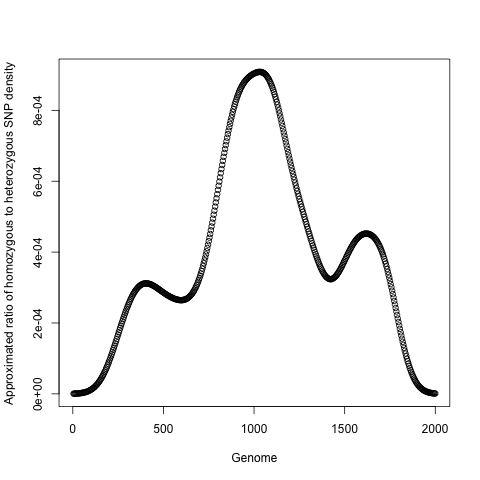 Approximated ratio of homozygous to heterozygous SNP density
8e-04
6e-04
4e-04
2e-04
0e+00
0 500 1000 1500 2000
Genome